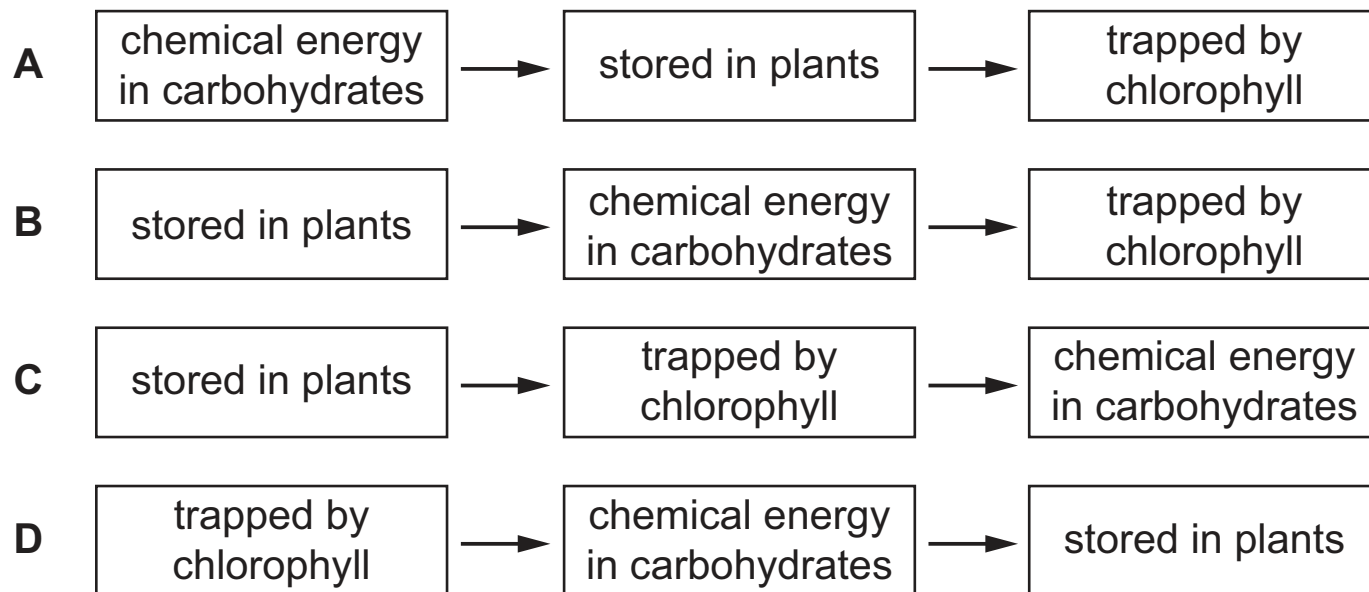 A
chemical energy
in carbohydrates
stored in plants
trapped by
chlorophyll
B
stored in plants
chemical energy
in carbohydrates
trapped by
chlorophyll
C
stored in plants
trapped by
chlorophyll
chemical energy
in carbohydrates
D
trapped by
chlorophyll
chemical energy
in carbohydrates
stored in plants